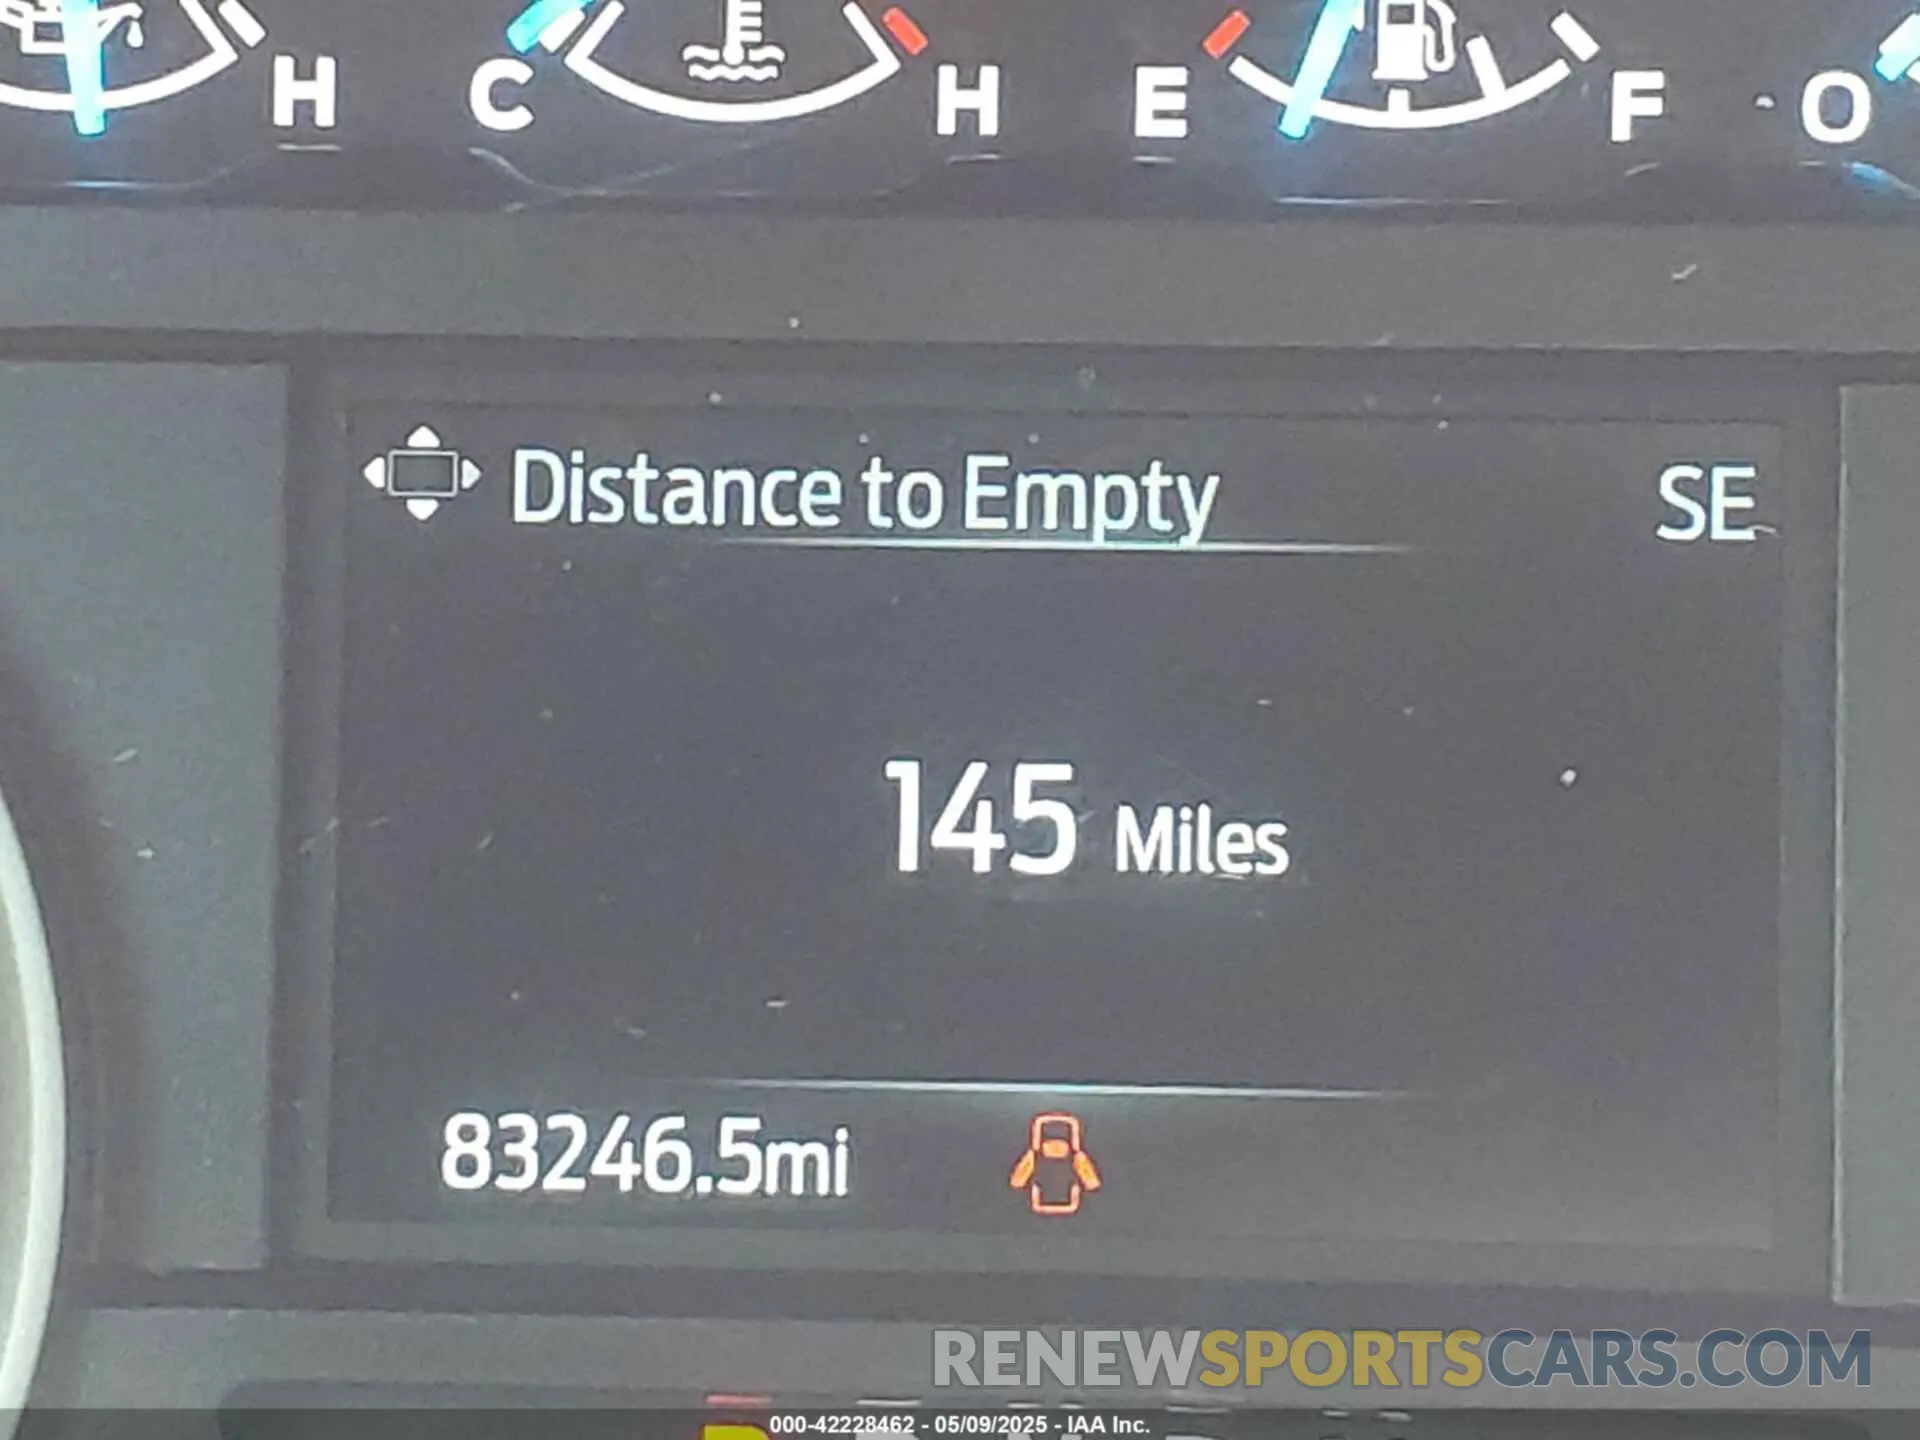 H C H E F O
Distance to Empty SE
145 Miles
83246.5mi
RENEWSPORTSCARS.COM
000-42228462 - 05/09/2025 - IAA Inc.